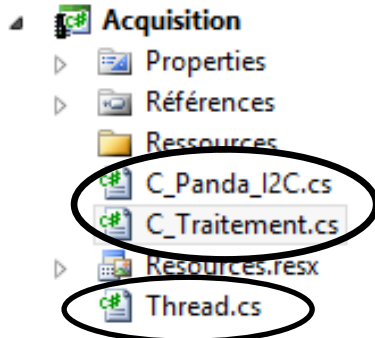 Acquisition
Properties
Références
Ressources
C_Panda_I2C.cs
C_Traitement.cs
Resources.resx
Thread.cs